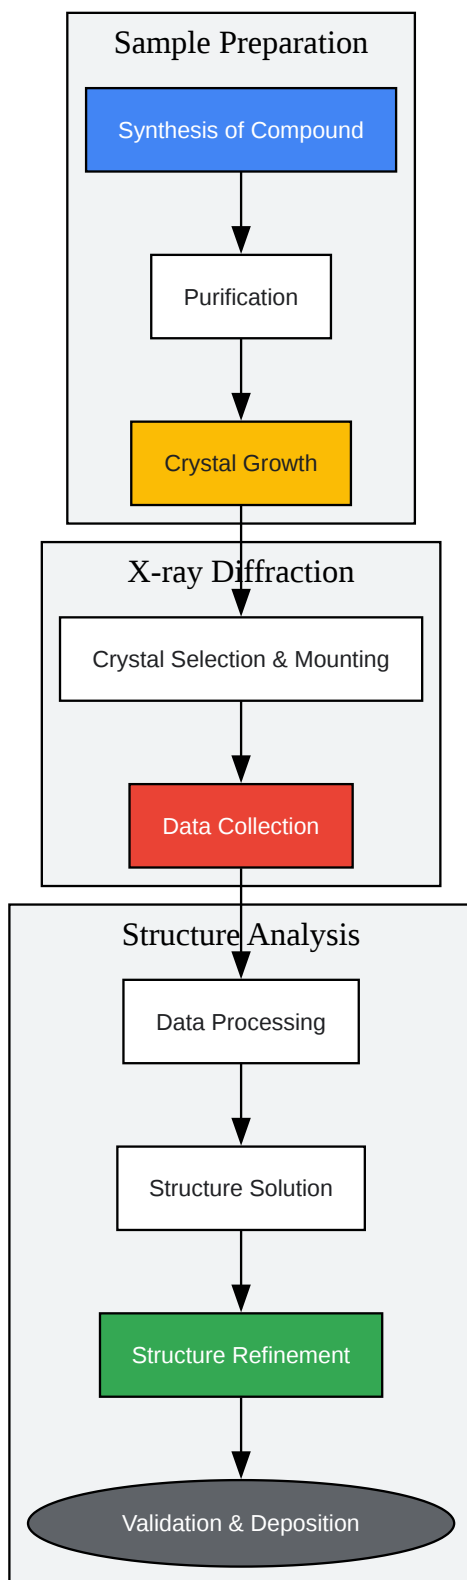 Sample Preparation
Synthesis of Compound
Purification
Crystal Growth
X-ray Diffraction
Crystal Selection & Mounting
Data Collection
Structure Analysis
Data Processing
Structure Solution
Structure Refinement
Validation & Deposition